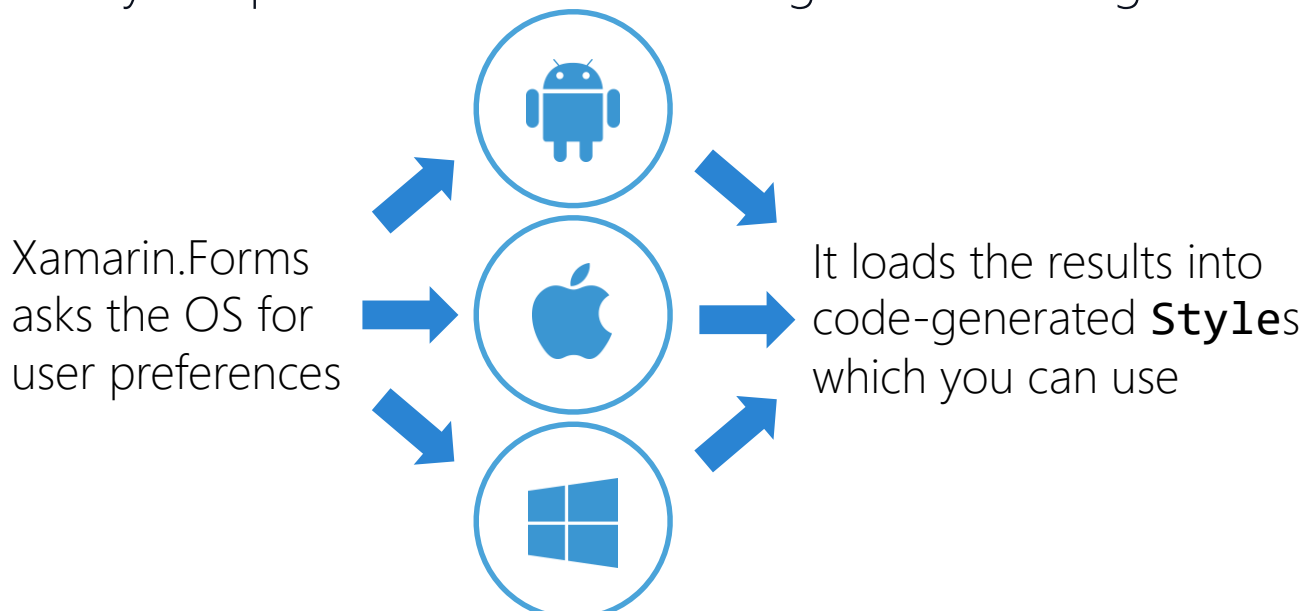 Xamarin.Forms
asks the OS for
user preferences
It loads the results into
code-generated Styles
which you can use